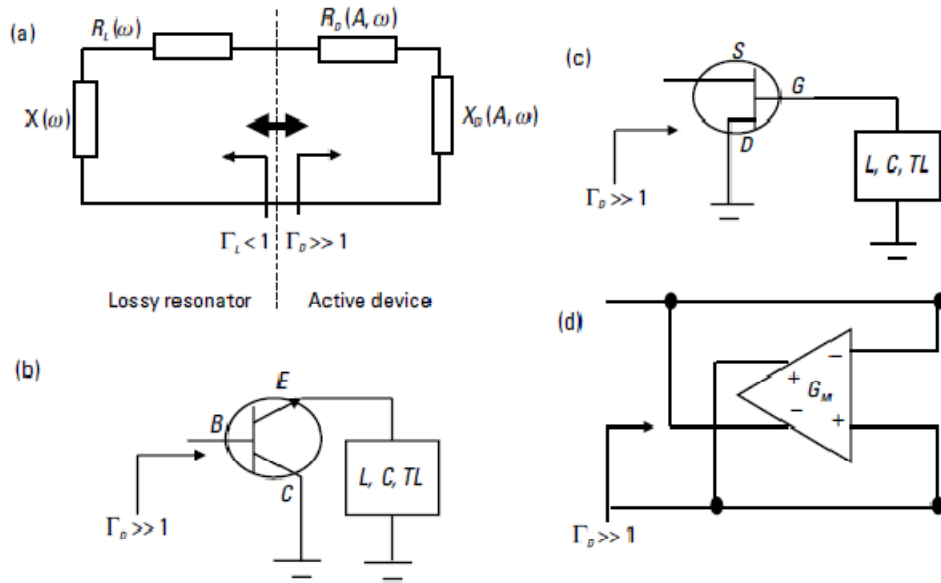 (a)
R_L(ω)
R_D(A, ω)
X(ω)
X_D(A, ω)
Γ_L < 1
Γ_D >> 1
Lossy resonator
Active device
(b)
E
B
C
L, C, TL
Γ_D >> 1
(c)
S
G
D
L, C, TL
Γ_D >> 1
(d)
−
+
G_M
−
+
Γ_D >> 1